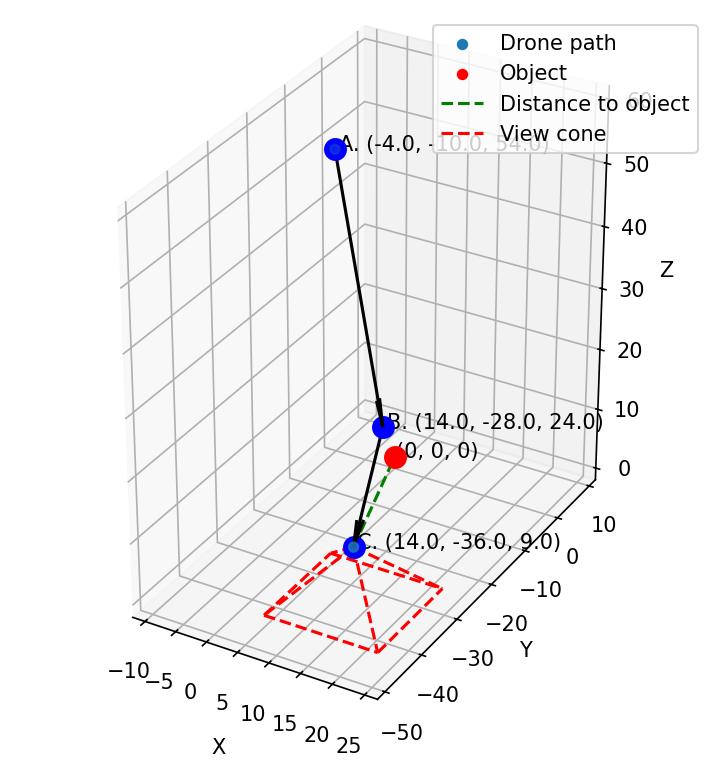 Drone path
Object
Distance to object
View cone
A. (-4.0, -10.0, 54.0)
B. (14.0, -28.0, 24.0)
(0, 0, 0)
C. (14.0, -36.0, 9.0)
60
50
40
30
20
10
0
Z
10
0
−10
−20
−30
−40
−50
Y
−10
−5
0
5
10
15
20
25
X